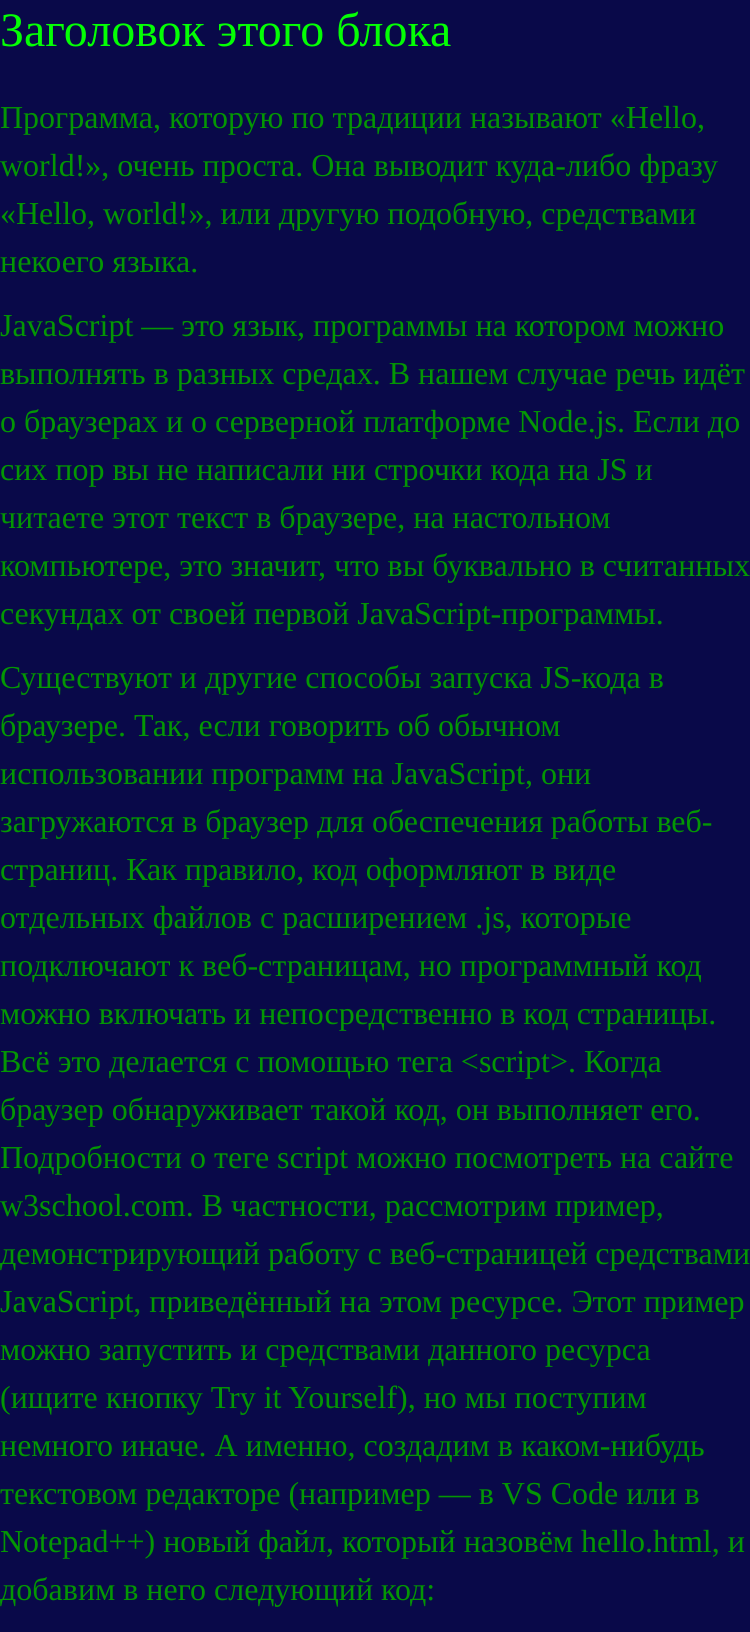 Заголовок этого блока
Программа, которую по традиции называют «Hello,
world!», очень проста. Она выводит куда-либо фразу
«Hello, world!», или другую подобную, средствами
некоего языка.
JavaScript — это язык, программы на котором можно
выполнять в разных средах. В нашем случае речь идёт
о браузерах и о серверной платформе Node.js. Если до
сих пор вы не написали ни строчки кода на JS и
читаете этот текст в браузере, на настольном
компьютере, это значит, что вы буквально в считанных
секундах от своей первой JavaScript-программы.
Существуют и другие способы запуска JS-кода в
браузере. Так, если говорить об обычном
использовании программ на JavaScript, они
загружаются в браузер для обеспечения работы веб-
страниц. Как правило, код оформляют в виде
отдельных файлов с расширением .js, которые
подключают к веб-страницам, но программный код
можно включать и непосредственно в код страницы.
Всё это делается с помощью тега <script>. Когда
браузер обнаруживает такой код, он выполняет его.
Подробности о теге script можно посмотреть на сайте
w3school.com. В частности, рассмотрим пример,
демонстрирующий работу с веб-страницей средствами
JavaScript, приведённый на этом ресурсе. Этот пример
можно запустить и средствами данного ресурса
(ищите кнопку Try it Yourself), но мы поступим
немного иначе. А именно, создадим в каком-нибудь
текстовом редакторе (например — в VS Code или в
Notepad++) новый файл, который назовём hello.html, и
добавим в него следующий код: